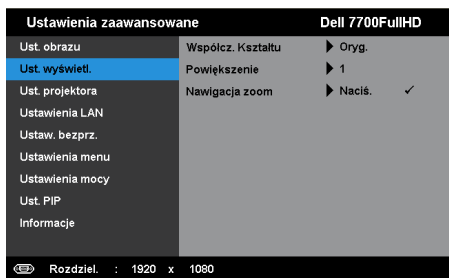 Ustawienia zaawansowane Dell 7700FullHD
Ust. obrazu Współcz. Kształtu Oryg.
Ust. wyświetl. Powiększenie 1
Ust. projektora Nawigacja zoom Naciś. ✓
Ustawienia LAN
Ustaw. bezprz.
Ustawienia menu
Ustawienia mocy
Ust. PIP
Informacje
Rozdziel. : 1920 x 1080